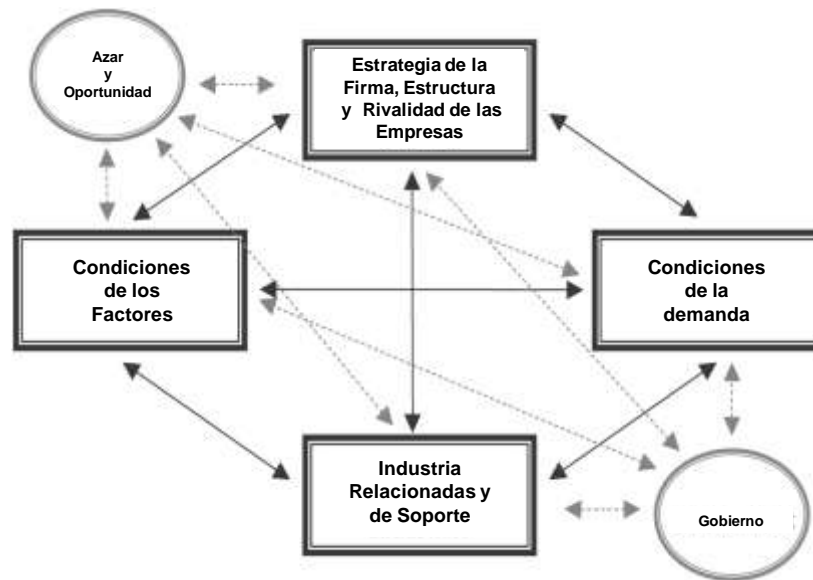 Azar
y
Oportunidad
Estrategia de la
Firma, Estructura
y Rivalidad de las
Empresas
Condiciones
de los
Factores
Condiciones
de la
demanda
Industria
Relacionadas y
de Soporte
Gobierno